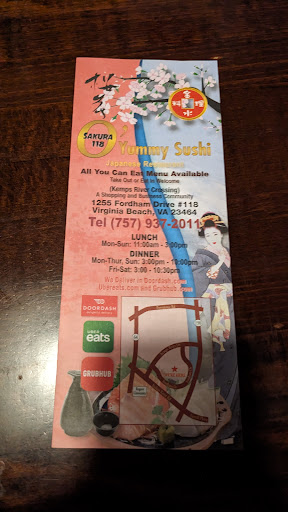 SAKURA
118
Yummy Sushi
Japanese Restaurant
All You Can Eat Menu Available
Take Out or Eat in Welcome
(Kemps River Crossing)
A Shopping and Business Community
1255 Fordham Drive #118
Virginia Beach, VA 23464
Tel (757) 937-2011
LUNCH
Mon-Sun: 11:00am - 3:00pm
DINNER
Mon-Thur, Sun: 3:00pm - 10:00pm
Fri-Sat: 3:00 - 10:30pm
We Deliver in Doordash.com
Ubereats.com and Grubhub
DOORDASH
Uber
eats
GRUBHUB